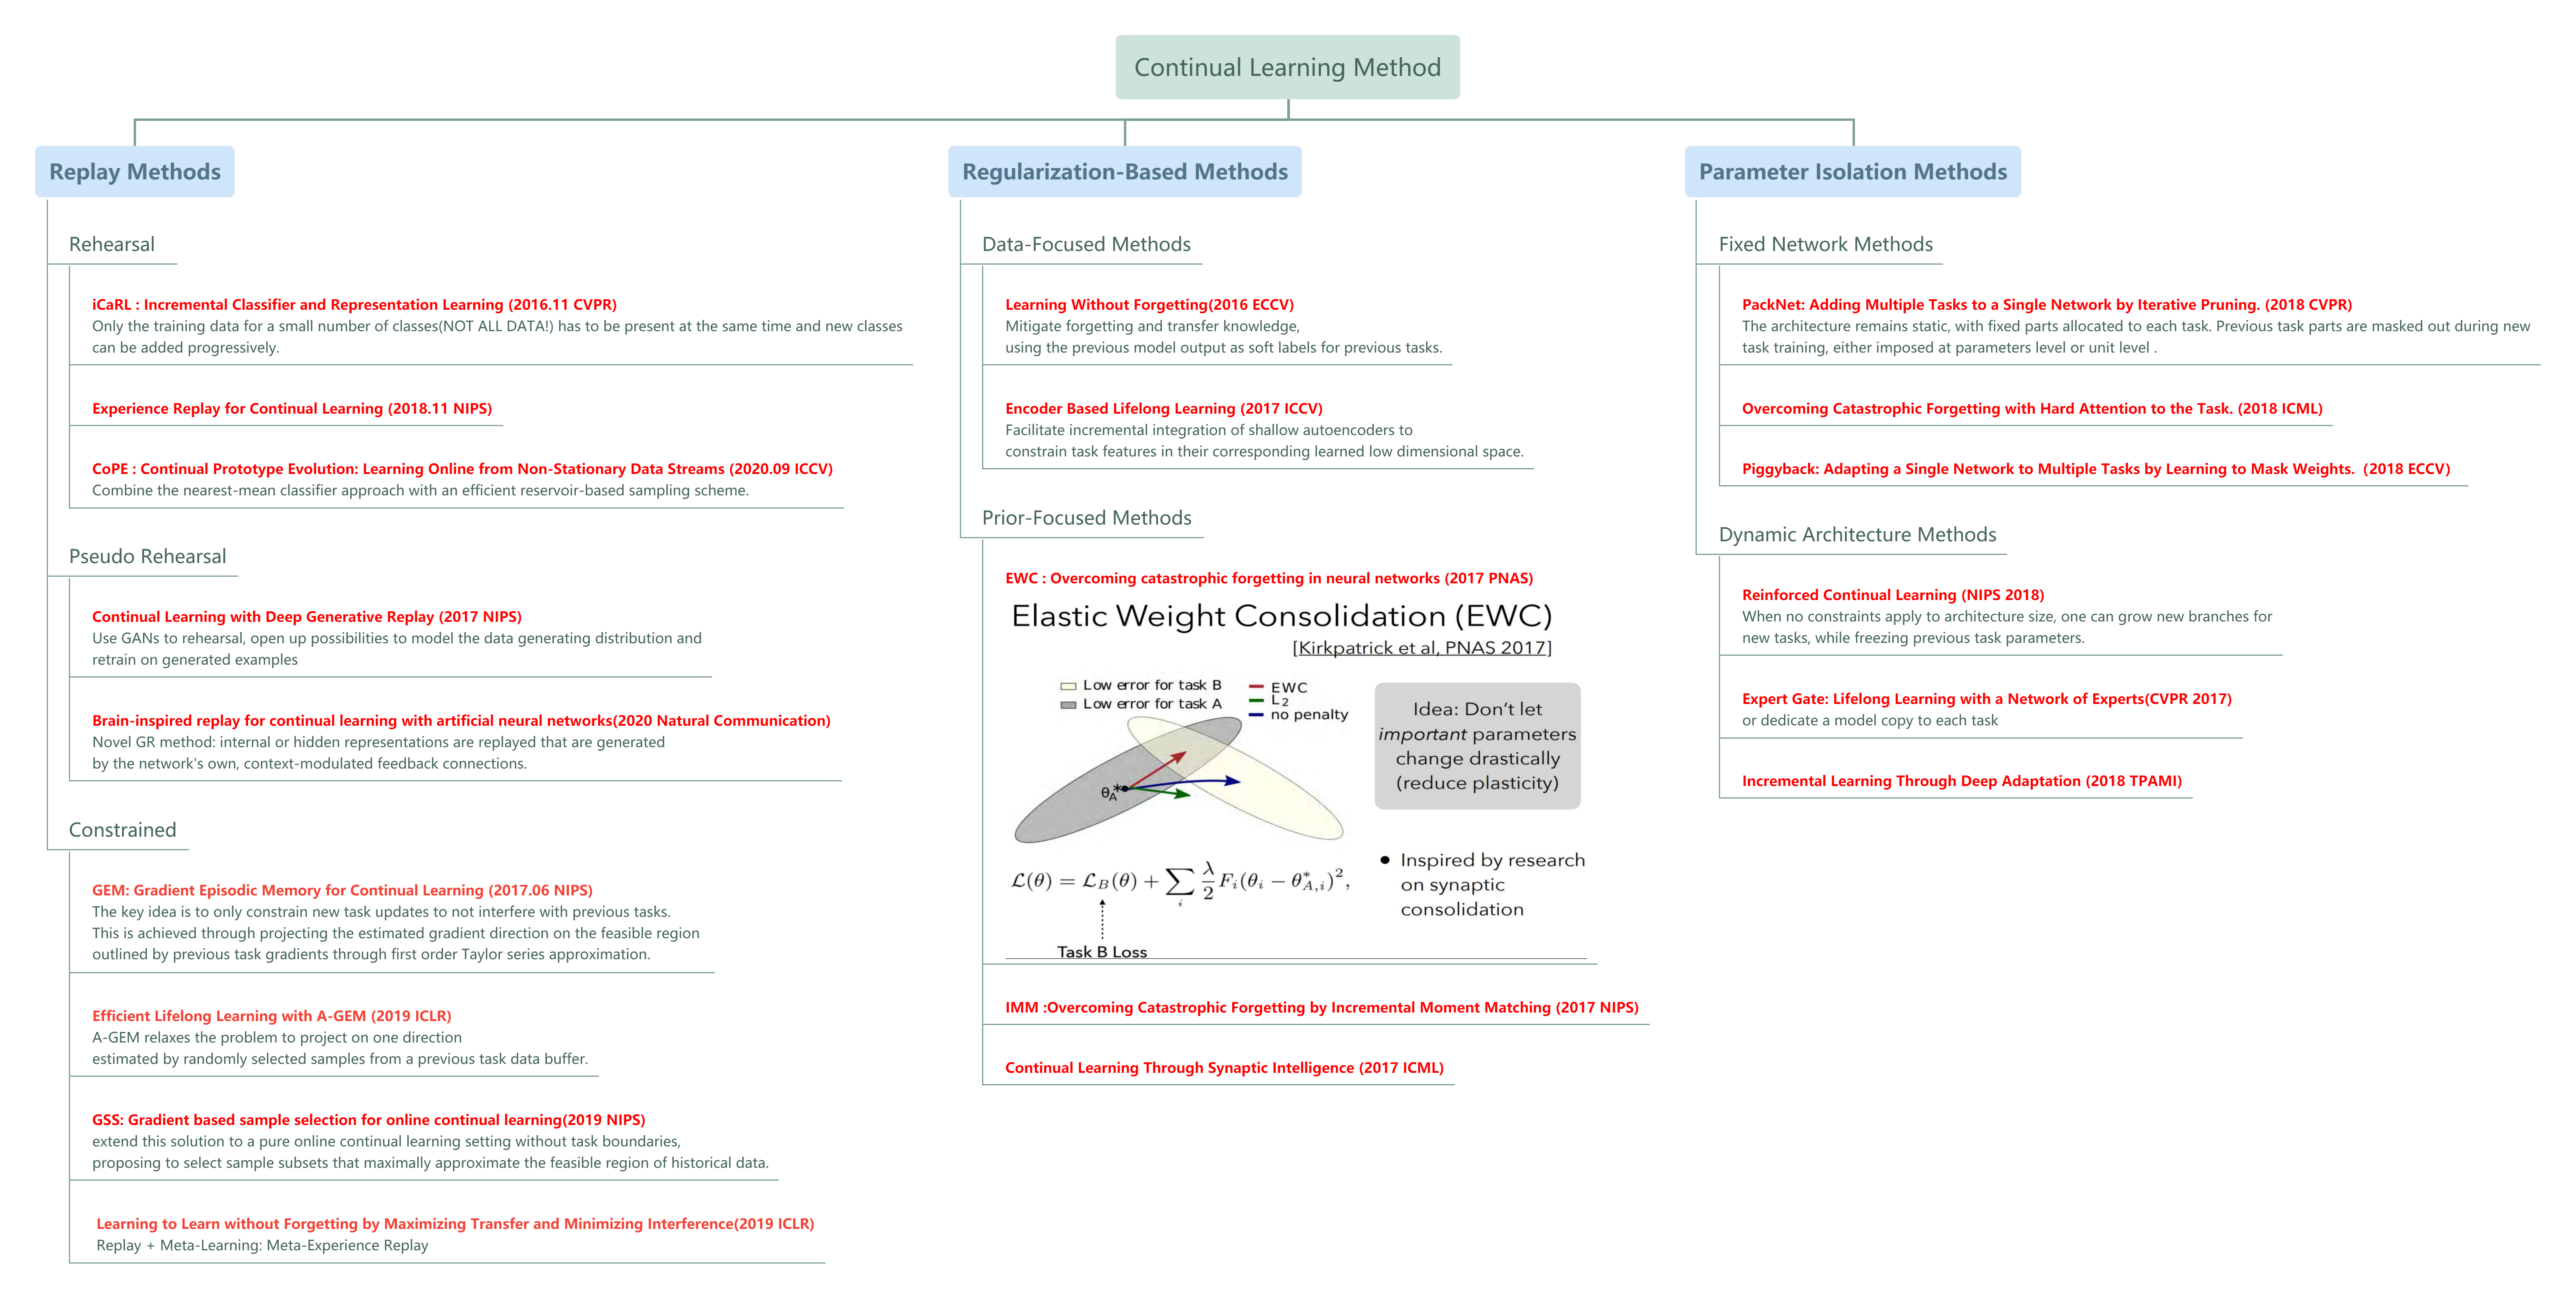 Continual Learning Method
Replay Methods
Rehearsal
iCaRL : Incremental Classifier and Representation Learning (2016.11 CVPR)
Only the training data for a small number of classes(NOT ALL DATA!) has to be present at the same time and new classes
can be added progressively.
Experience Replay for Continual Learning (2018.11 NIPS)
CoPE : Continual Prototype Evolution: Learning Online from Non-Stationary Data Streams (2020.09 ICCV)
Combine the nearest-mean classifier approach with an efficient reservoir-based sampling scheme.
Pseudo Rehearsal
Continual Learning with Deep Generative Replay (2017 NIPS)
Use GANs to rehearsal, open up possibilities to model the data generating distribution and
retrain on generated examples
Brain-inspired replay for continual learning with artificial neural networks(2020 Natural Communication)
Novel GR method: internal or hidden representations are replayed that are generated
by the network's own, context-modulated feedback connections.
Constrained
GEM: Gradient Episodic Memory for Continual Learning (2017.06 NIPS)
The key idea is to only constrain new task updates to not interfere with previous tasks.
This is achieved through projecting the estimated gradient direction on the feasible region
outlined by previous task gradients through first order Taylor series approximation.
Efficient Lifelong Learning with A-GEM (2019 ICLR)
A-GEM relaxes the problem to project on one direction
estimated by randomly selected samples from a previous task data buffer.
GSS: Gradient based sample selection for online continual learning(2019 NIPS)
extend this solution to a pure online continual learning setting without task boundaries,
proposing to select sample subsets that maximally approximate the feasible region of historical data.
Learning to Learn without Forgetting by Maximizing Transfer and Minimizing Interference(2019 ICLR)
Replay + Meta-Learning: Meta-Experience Replay
Regularization-Based Methods
Data-Focused Methods
Learning Without Forgetting(2016 ECCV)
Mitigate forgetting and transfer knowledge,
using the previous model output as soft labels for previous tasks.
Encoder Based Lifelong Learning (2017 ICCV)
Facilitate incremental integration of shallow autoencoders to
constrain task features in their corresponding learned low dimensional space.
Prior-Focused Methods
EWC : Overcoming catastrophic forgetting in neural networks (2017 PNAS)
Elastic Weight Consolidation (EWC)
[Kirkpatrick et al, PNAS 2017]
Low error for task B
Low error for task A
EWC
L₂
no penalty
θ*_A
Idea: Don't let
important parameters
change drastically
(reduce plasticity)
ℒ(θ) = ℒ_B(θ) + ∑_i λ/2 F_i(θ_i − θ*_{A,i})²,
Task B Loss
● Inspired by research
on synaptic
consolidation
IMM :Overcoming Catastrophic Forgetting by Incremental Moment Matching (2017 NIPS)
Continual Learning Through Synaptic Intelligence (2017 ICML)
Parameter Isolation Methods
Fixed Network Methods
PackNet: Adding Multiple Tasks to a Single Network by Iterative Pruning. (2018 CVPR)
The architecture remains static, with fixed parts allocated to each task. Previous task parts are masked out during new
task training, either imposed at parameters level or unit level .
Overcoming Catastrophic Forgetting with Hard Attention to the Task. (2018 ICML)
Piggyback: Adapting a Single Network to Multiple Tasks by Learning to Mask Weights. (2018 ECCV)
Dynamic Architecture Methods
Reinforced Continual Learning (NIPS 2018)
When no constraints apply to architecture size, one can grow new branches for
new tasks, while freezing previous task parameters.
Expert Gate: Lifelong Learning with a Network of Experts(CVPR 2017)
or dedicate a model copy to each task
Incremental Learning Through Deep Adaptation (2018 TPAMI)